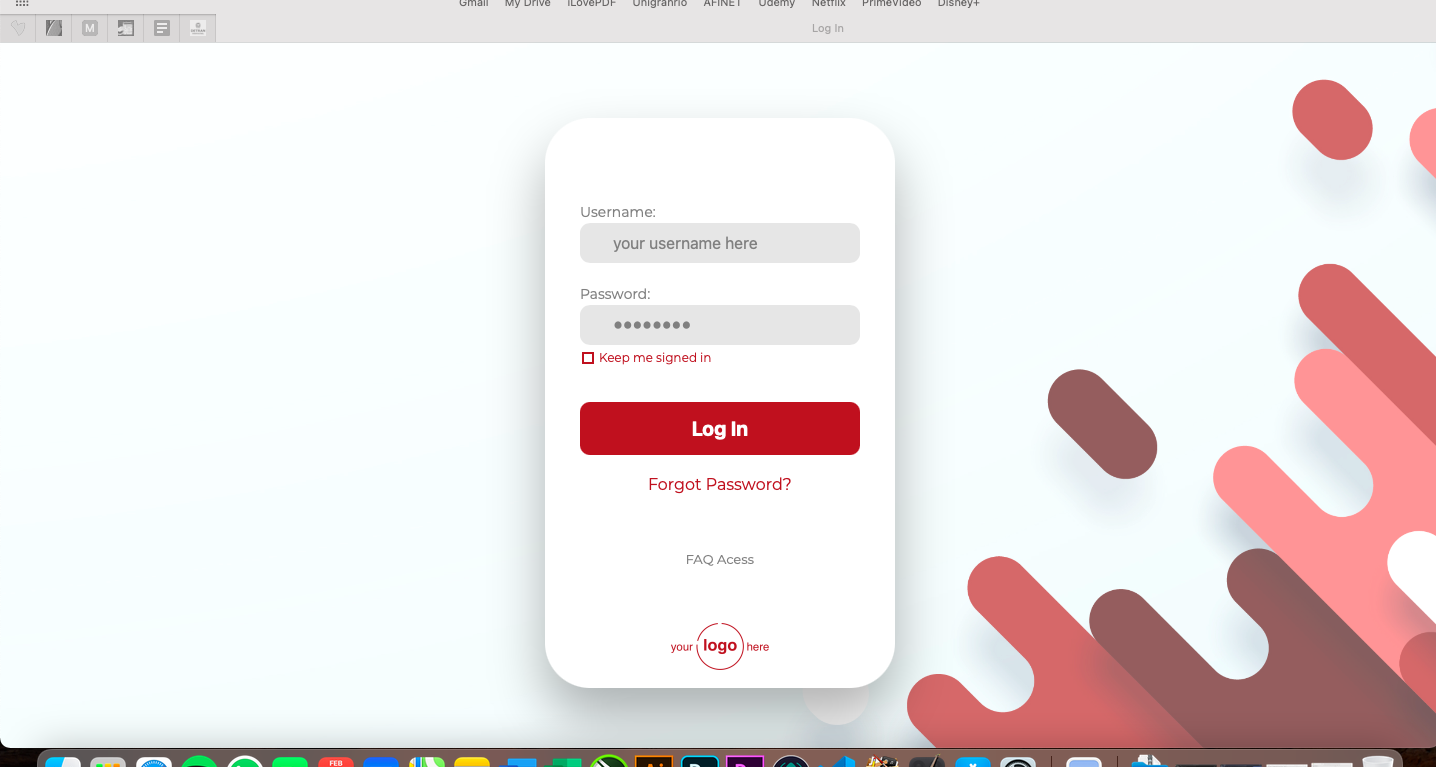 Gmail My Drive iLovePDF Unigranrio AFINET Udemy Netflix PrimeVideo Disney+
M
Log In
Username:
your username here
Password:
Keep me signed in
Log In
Forgot Password?
FAQ Acess
your logo here
FEB
Ai